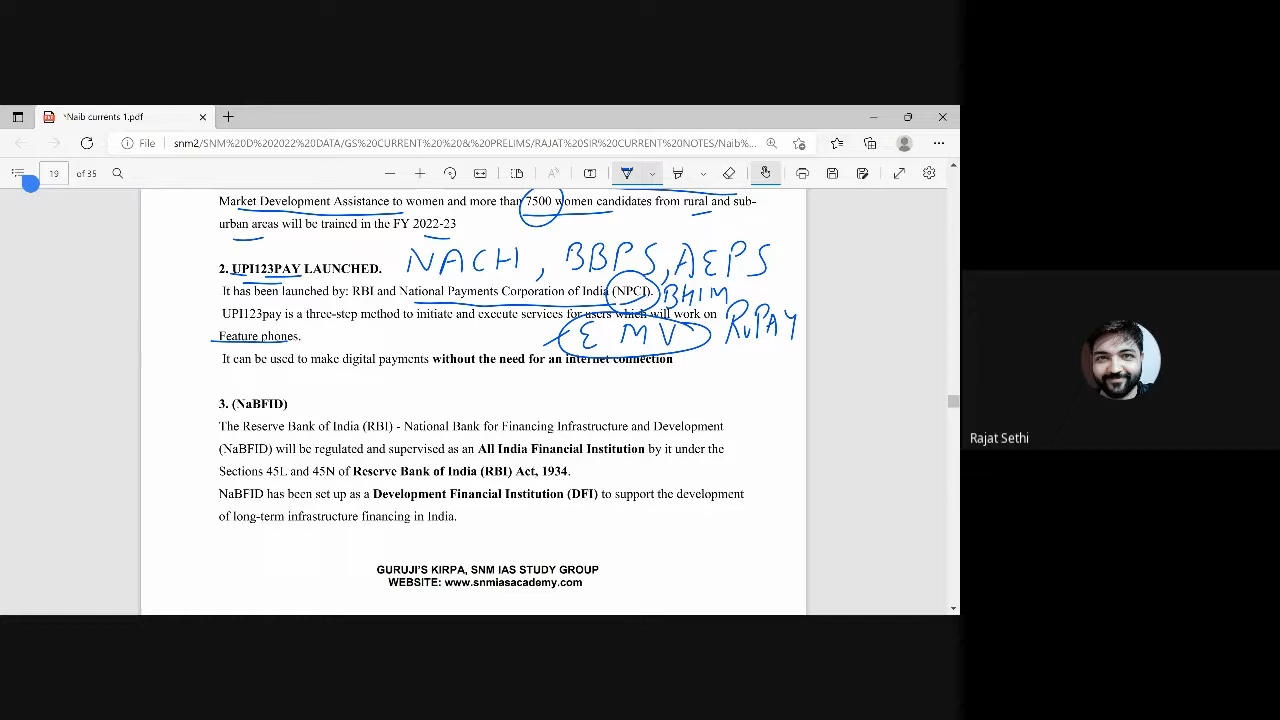 *Naib currents 1.pdf
File snm2/SNM%20D%202022%20DATA/GS%20CURRENT%20%20&%20PRELIMS/RAJAT%20SIR%20CURRENT%20NOTES/Naib%...
19 of 35
Market Development Assistance to women and more than 7500 women candidates from rural and sub-
urban areas will be trained in the FY 2022-23
NACH, BBPS, AEPS
2. UPI123PAY LAUNCHED.
It has been launched by: RBI and National Payments Corporation of India (NPCI).
BHIM
UPI123pay is a three-step method to initiate and execute services for users which will work on
EMV RuPAY
Feature phones.
It can be used to make digital payments without the need for an internet connection
3. (NaBFID)
The Reserve Bank of India (RBI) - National Bank for Financing Infrastructure and Development
(NaBFID) will be regulated and supervised as an All India Financial Institution by it under the
Sections 45L and 45N of Reserve Bank of India (RBI) Act, 1934.
NaBFID has been set up as a Development Financial Institution (DFI) to support the development
of long-term infrastructure financing in India.
GURUJI'S KIRPA, SNM IAS STUDY GROUP
WEBSITE: www.snmiasacademy.com
Rajat Sethi